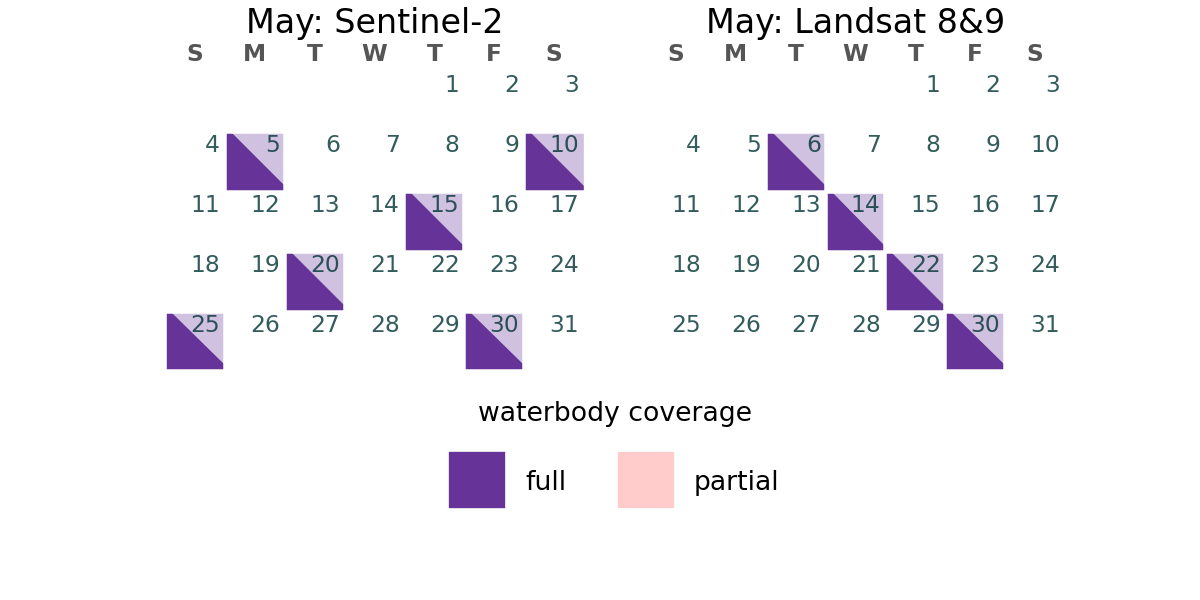 May: Sentinel-2
S M T W T F S
1 2 3
4 5 6 7 8 9 10
11 12 13 14 15 16 17
18 19 20 21 22 23 24
25 26 27 28 29 30 31
May: Landsat 8&9
S M T W T F S
1 2 3
4 5 6 7 8 9 10
11 12 13 14 15 16 17
18 19 20 21 22 23 24
25 26 27 28 29 30 31
waterbody coverage
full
partial